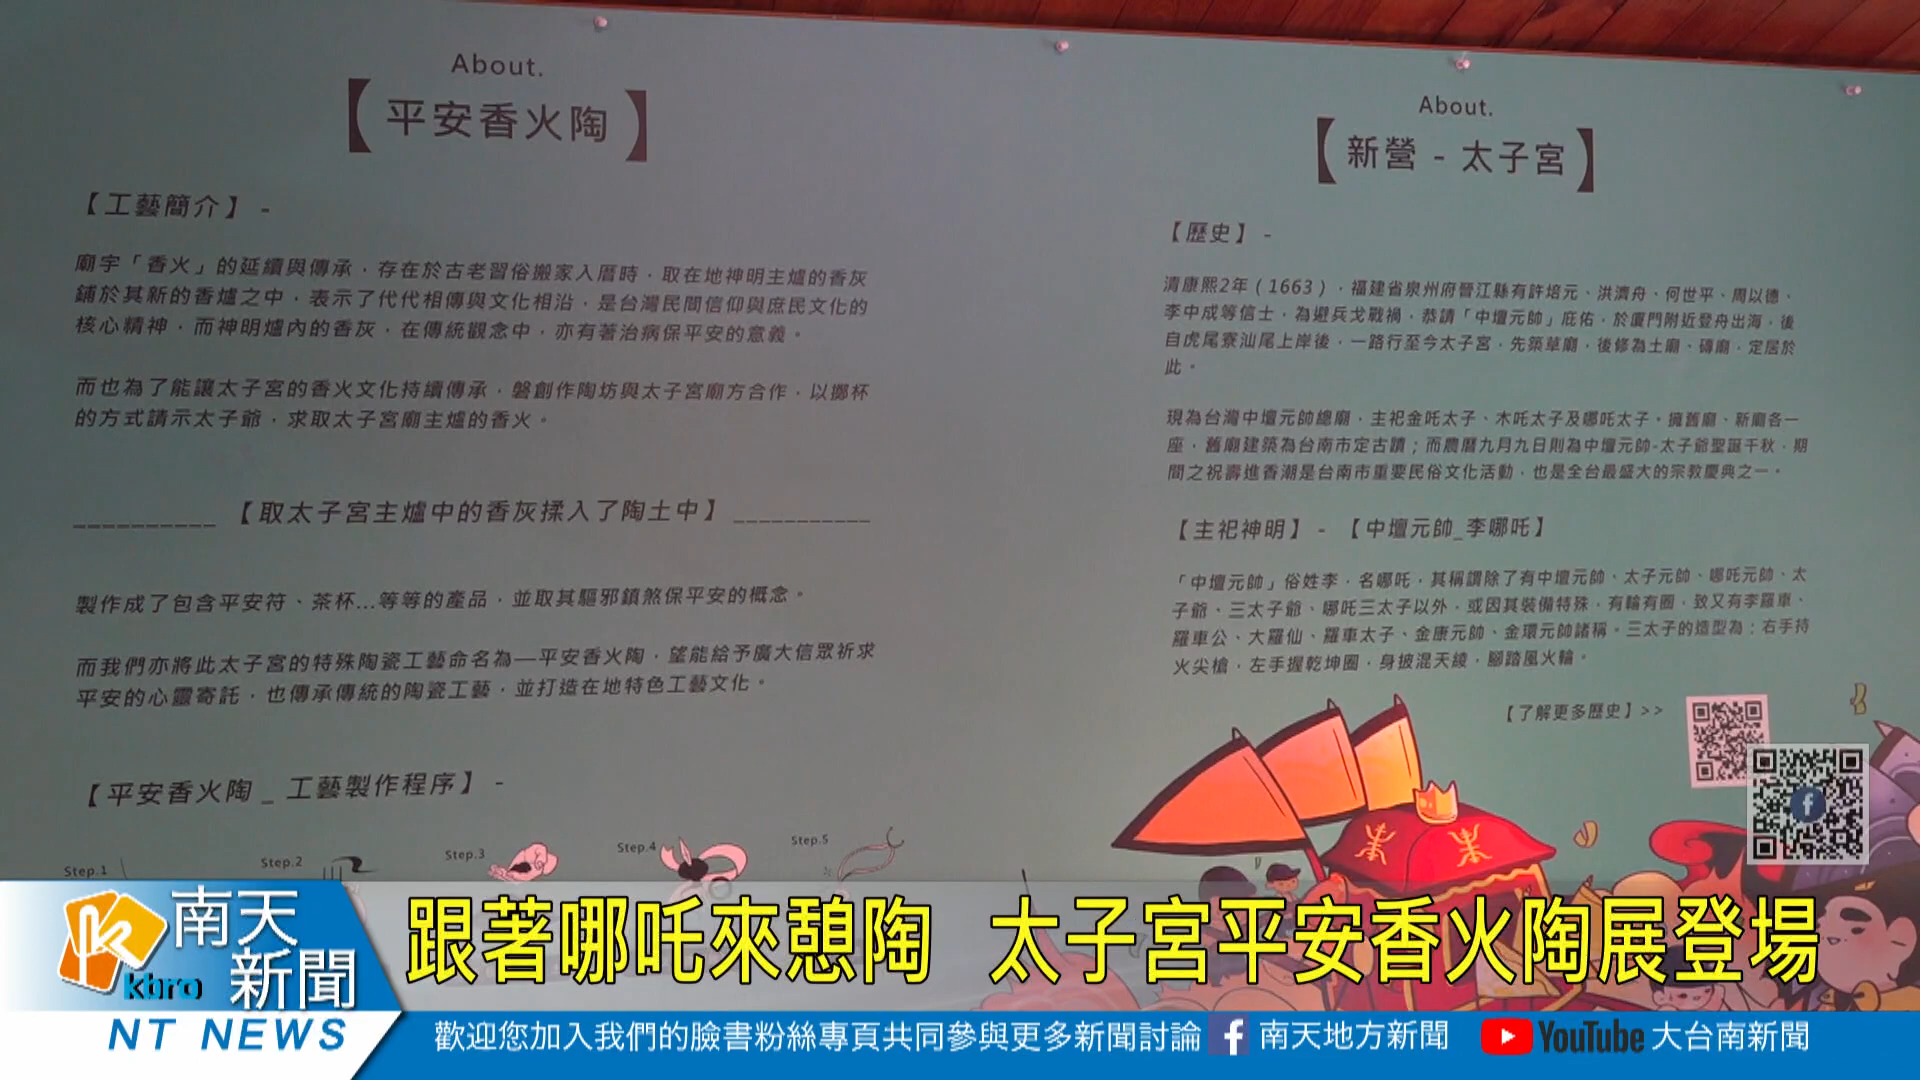 About.
【平安香火陶】
【工藝簡介】 -
廟宇「香火」的延續與傳承，存在於古老習俗搬家入厝時，取在地神明主爐的香灰
鋪於其新的香爐之中，表示了代代相傳與文化相沿，是台灣民間信仰與庶民文化的
核心精神，而神明爐內的香灰，在傳統觀念中，亦有著治病保平安的意義。
而也為了能讓太子宮的香火文化持續傳承，磐創作陶坊與太子宮廟方合作，以擲杯
的方式請示太子爺，求取太子宮廟主爐的香火。
__________ 【取太子宮主爐中的香灰揉入了陶土中】 __________
製作成了包含平安符、茶杯...等等的產品，並取其驅邪鎮煞保平安的概念。
而我們亦將此太子宮的特殊陶瓷工藝命名為—平安香火陶，望能給予廣大信眾祈求
平安的心靈寄託，也傳承傳統的陶瓷工藝，並打造在地特色工藝文化。
【平安香火陶 _ 工藝製作程序】 -
Step.1
Step.2
Step.3
Step.4
Step.5
About.
【新營 - 太子宮】
【歷史】 -
清康熙2年（1663），福建省泉州府晉江縣有許培元、洪濟舟、何世平、周以德、
李中成等信士，為避兵戈戰禍，恭請「中壇元帥」庇佑，於廈門附近登舟出海，後
自虎尾寮汕尾上岸後，一路行至今太子宮，先築草廟，後修為土廟、磚廟，定居於
此。
現為台灣中壇元帥總廟，主祀金吒太子、木吒太子及哪吒太子。擁舊廟、新廟各一
座，舊廟建築為台南市定古蹟；而農曆九月九日則為中壇元帥-太子爺聖誕千秋，期
間之祝壽進香潮是台南市重要民俗文化活動，也是全台最盛大的宗教慶典之一。
【主祀神明】 - 【中壇元帥_李哪吒】
「中壇元帥」俗姓李，名哪吒，其稱謂除了有中壇元帥、太子元帥、哪吒元帥、太
子爺、三太子爺、哪吒三太子以外，或因其裝備特殊，有輪有圈，致又有李羅車、
羅車公、大羅仙、羅車太子、金康元帥、金環元帥諸稱。三太子的造型為：右手持
火尖槍，左手握乾坤圈，身披混天綾，腳踏風火輪。
【了解更多歷史】>>
南天新聞
kbro
NT NEWS
跟著哪吒來憩陶 太子宮平安香火陶展登場
歡迎您加入我們的臉書粉絲專頁共同參與更多新聞討論 f 南天地方新聞 YouTube 大台南新聞